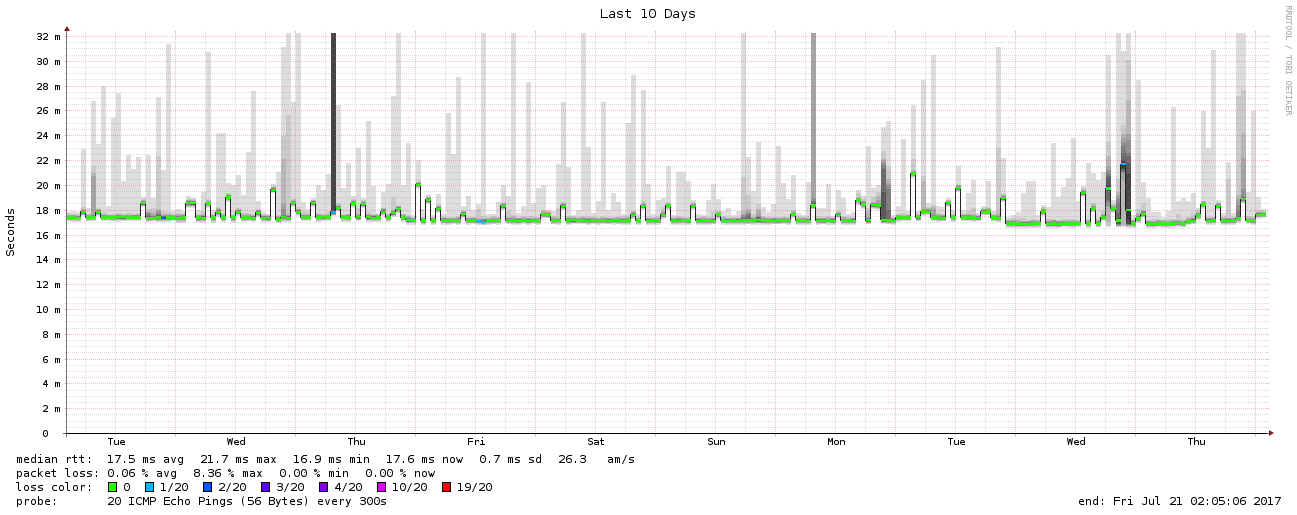 Last 10 Days
RRDTOOL / TOBI OETIKER
Seconds
32 m
30 m
28 m
26 m
24 m
22 m
20 m
18 m
16 m
14 m
12 m
10 m
8 m
6 m
4 m
2 m
0
Tue Wed Thu Fri Sat Sun Mon Tue Wed Thu
median rtt: 17.5 ms avg 21.7 ms max 16.9 ms min 17.6 ms now 0.7 ms sd 26.3 am/s
packet loss: 0.06 % avg 8.36 % max 0.00 % min 0.00 % now
loss color: 0 1/20 2/20 3/20 4/20 10/20 19/20
probe: 20 ICMP Echo Pings (56 Bytes) every 300s end: Fri Jul 21 02:05:06 2017